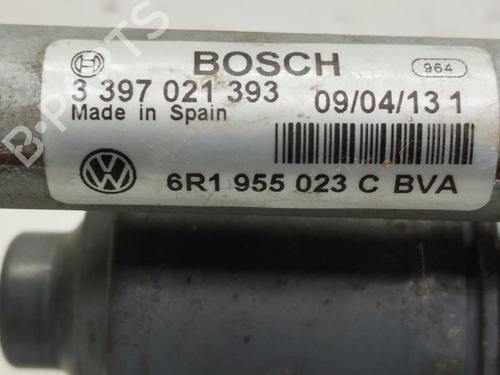 BOSCH
964
3 397 021 393 09/04/13 1
Made in Spain
6R1 955 023 C BVA
B-PARTS